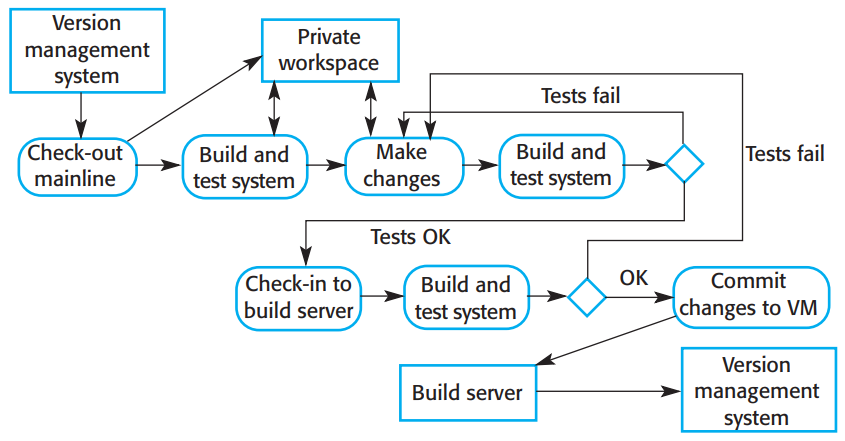 Version
management
system
Private
workspace
Tests fail
Check-out
mainline
Build and
test system
Make
changes
Build and
test system
Tests fail
Tests OK
Check-in to
build server
Build and
test system
OK
Commit
changes to VM
Build server
Version
management
system